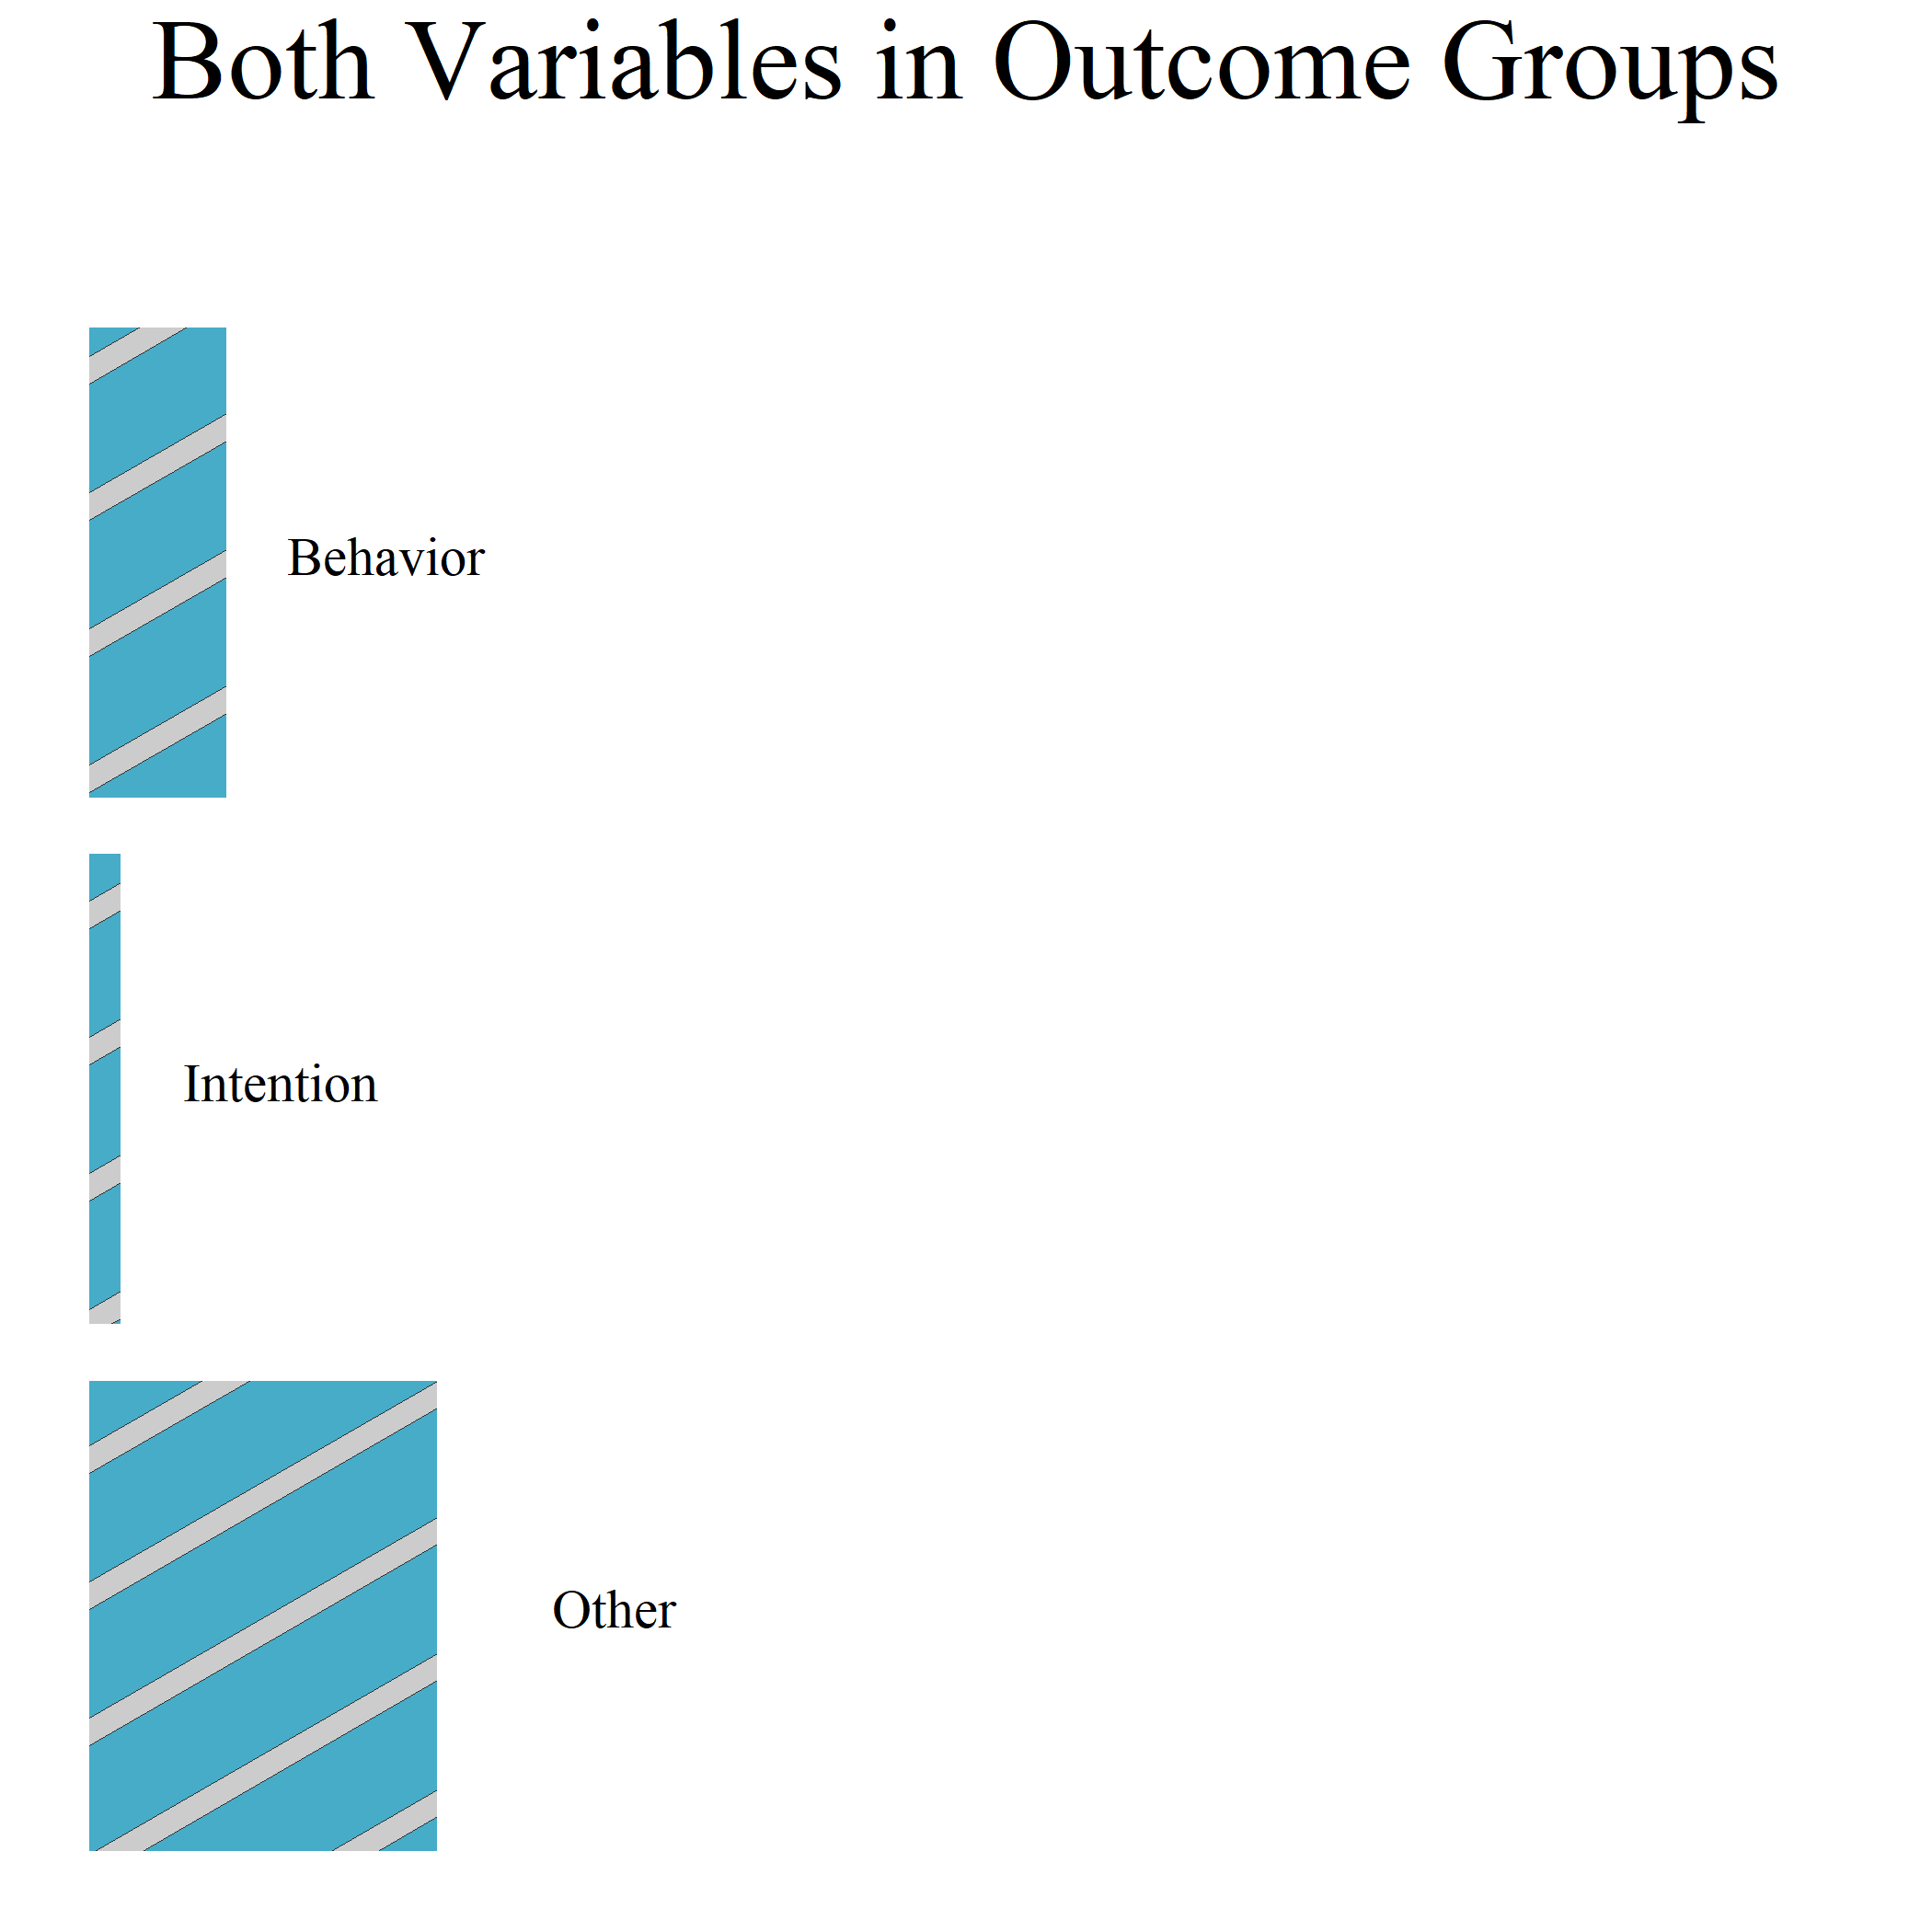 Both Variables in Outcome Groups
Behavior
Intention
Other